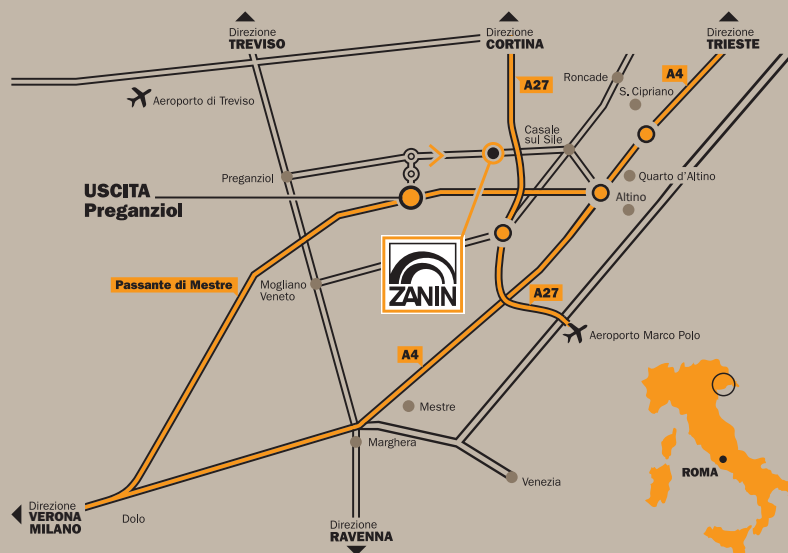 Direzione
TREVISO
Direzione
CORTINA
Direzione
TRIESTE
Roncade
A4
A27
S. Cipriano
Aeroporto di Treviso
Casale
sul Sile
Preganziol
Quarto d'Altino
USCITA
Preganziol
Altino
Passante di Mestre
Mogliano
Veneto
ZANIN
A27
Aeroporto Marco Polo
A4
Mestre
Marghera
ROMA
Venezia
Direzione
VERONA
MILANO
Dolo
Direzione
RAVENNA